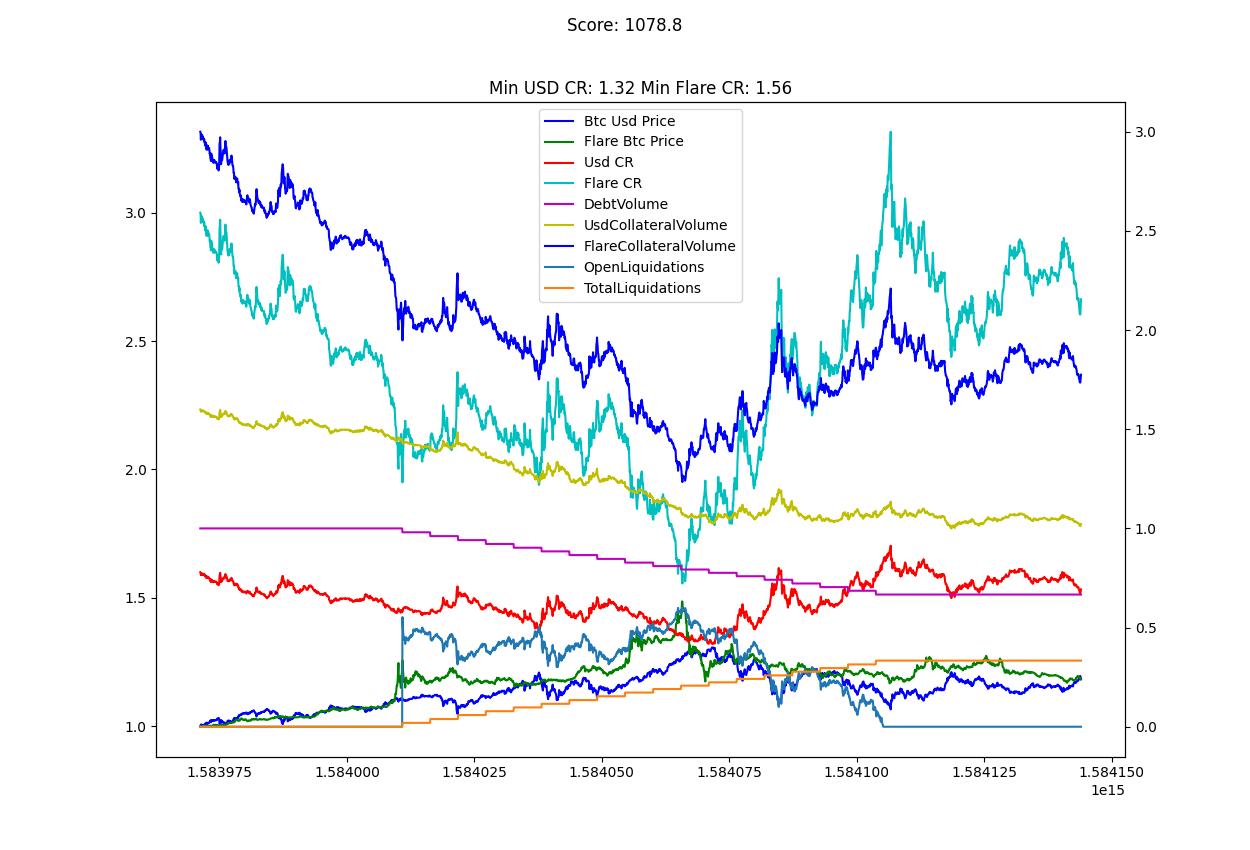 Score: 1078.8
Min USD CR: 1.32 Min Flare CR: 1.56
Btc Usd Price
Flare Btc Price
Usd CR
Flare CR
DebtVolume
UsdCollateralVolume
FlareCollateralVolume
OpenLiquidations
TotalLiquidations
3.0
2.5
2.0
1.5
1.0
3.0
2.5
2.0
1.5
1.0
0.5
0.0
1.583975
1.584000
1.584025
1.584050
1.584075
1.584100
1.584125
1.584150
1e15